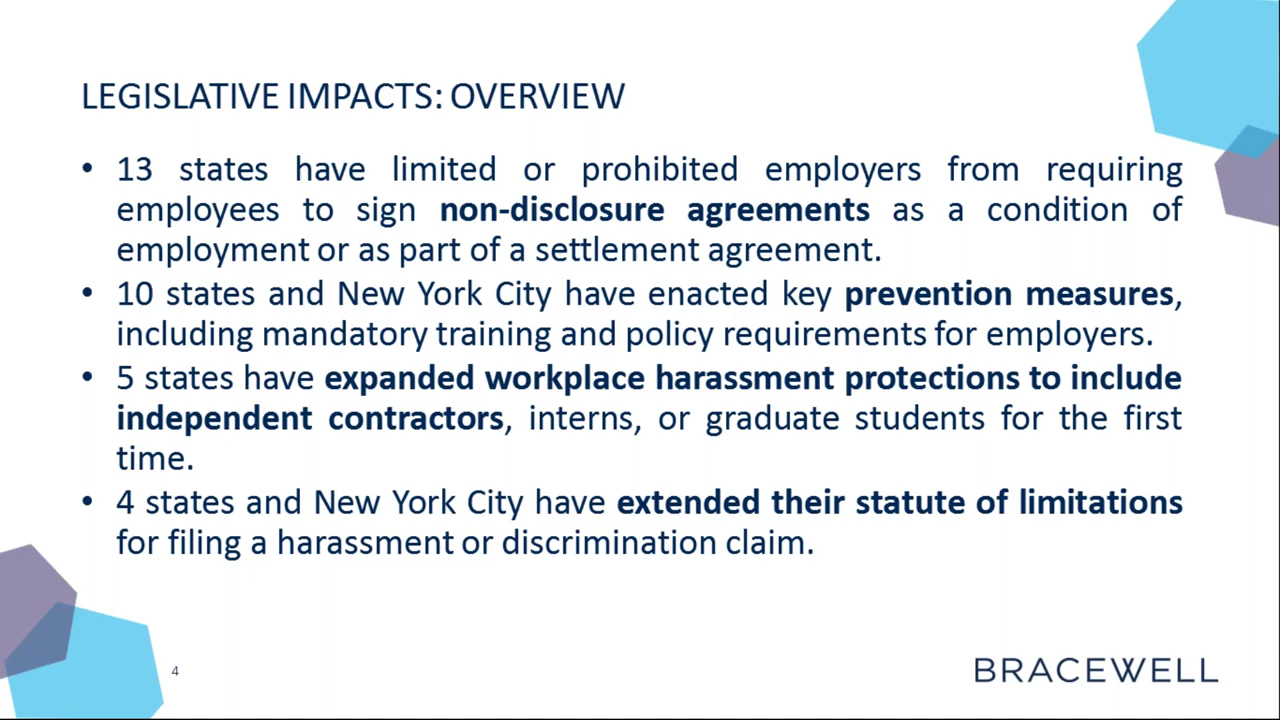 LEGISLATIVE IMPACTS: OVERVIEW
• 13 states have limited or prohibited employers from requiring
employees to sign non-disclosure agreements as a condition of
employment or as part of a settlement agreement.
• 10 states and New York City have enacted key prevention measures,
including mandatory training and policy requirements for employers.
• 5 states have expanded workplace harassment protections to include
independent contractors, interns, or graduate students for the first
time.
• 4 states and New York City have extended their statute of limitations
for filing a harassment or discrimination claim.
4
BRACEWELL